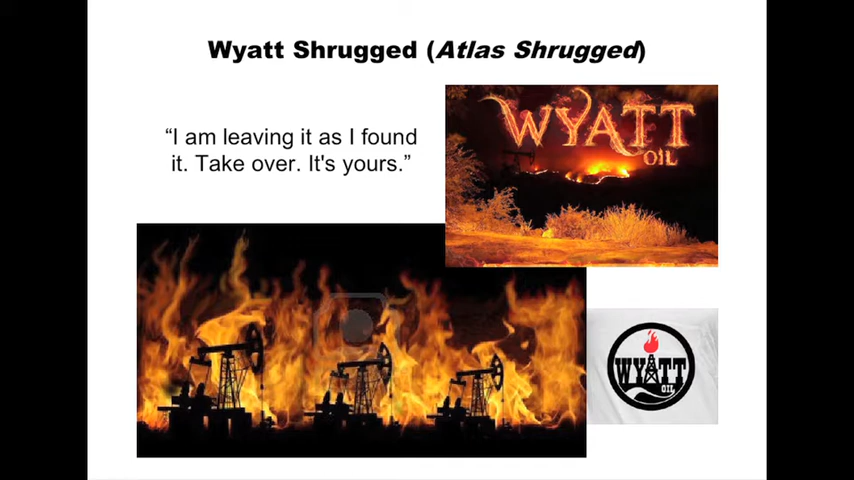 Wyatt Shrugged (Atlas Shrugged)
“I am leaving it as I found
it. Take over. It's yours.”
WYATT
OIL
WYATT
OIL